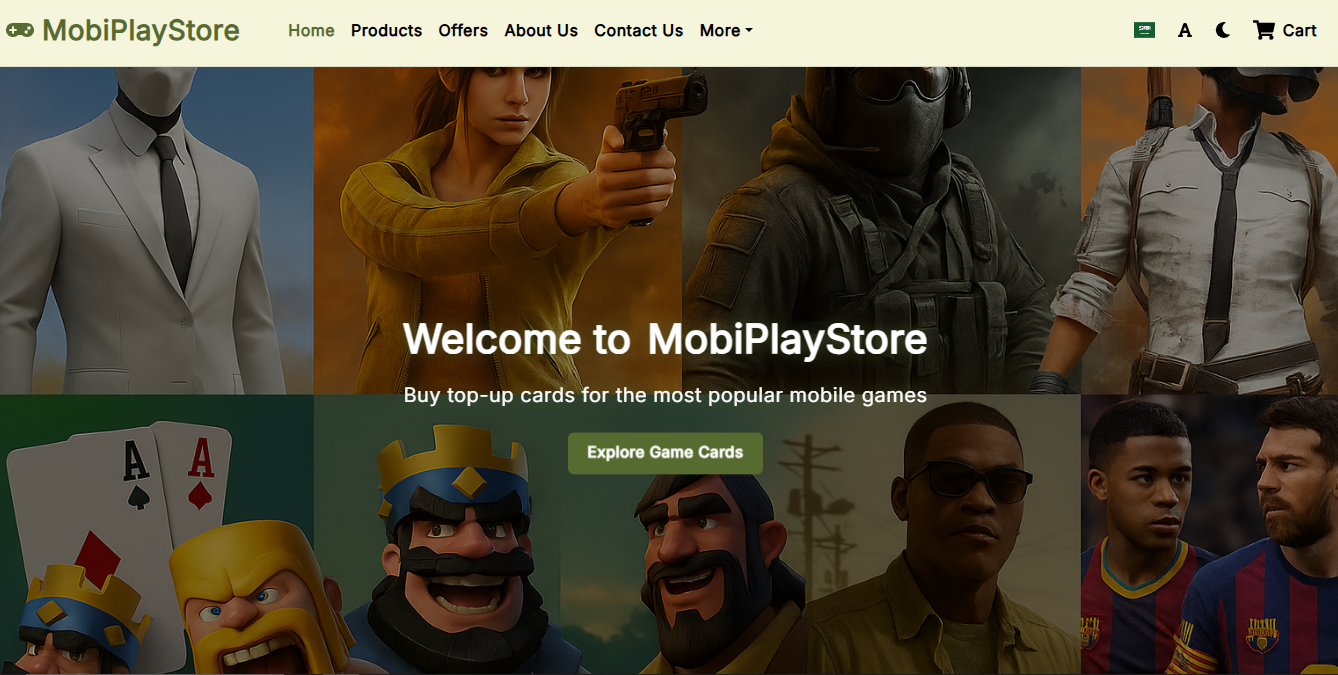 MobiPlayStore
Home Products Offers About Us Contact Us More
A
Cart
Welcome to MobiPlayStore
Buy top-up cards for the most popular mobile games
Explore Game Cards
A
A